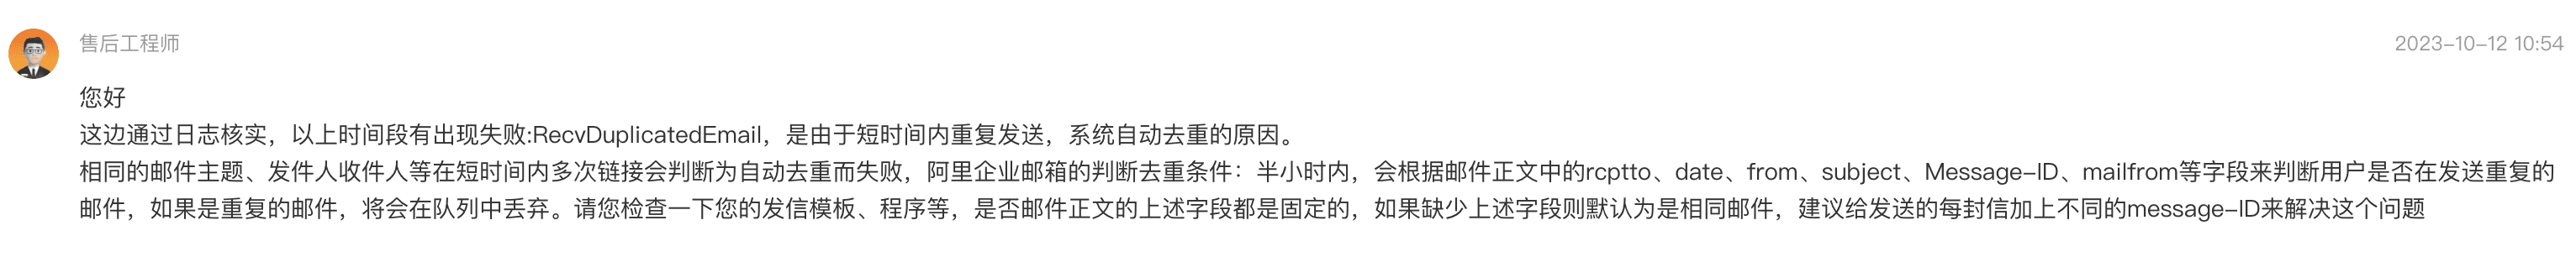 售后工程师
2023-10-12 10:54
您好
这边通过日志核实，以上时间段有出现失败:RecvDuplicatedEmail，是由于短时间内重复发送，系统自动去重的原因。
相同的邮件主题、发件人收件人等在短时间内多次链接会判断为自动去重而失败，阿里企业邮箱的判断去重条件：半小时内，会根据邮件正文中的rcptto、date、from、subject、Message-ID、mailfrom等字段来判断用户是否在发送重复的
邮件，如果是重复的邮件，将会在队列中丢弃。请您检查一下您的发信模板、程序等，是否邮件正文的上述字段都是固定的，如果缺少上述字段则默认为是相同邮件，建议给发送的每封信加上不同的message-ID来解决这个问题